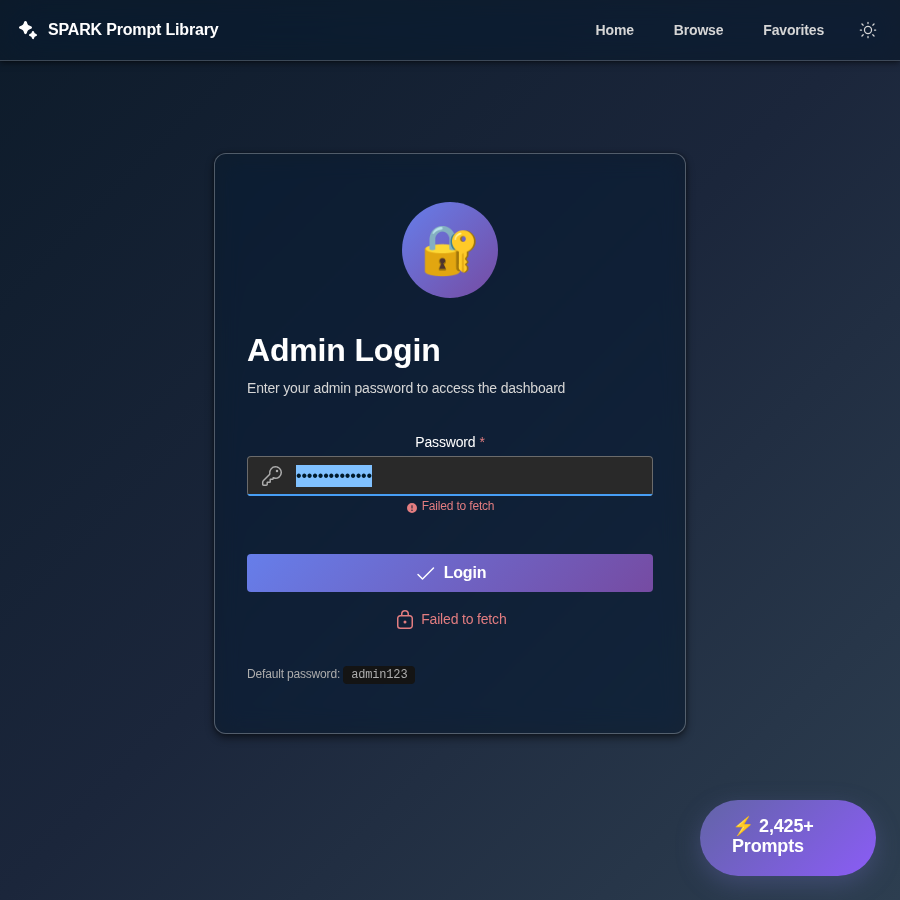 SPARK Prompt Library
Home
Browse
Favorites
Admin Login
Enter your admin password to access the dashboard
Password *
••••••••••••••
Failed to fetch
Login
Failed to fetch
Default password: admin123
⚡ 2,425+
Prompts